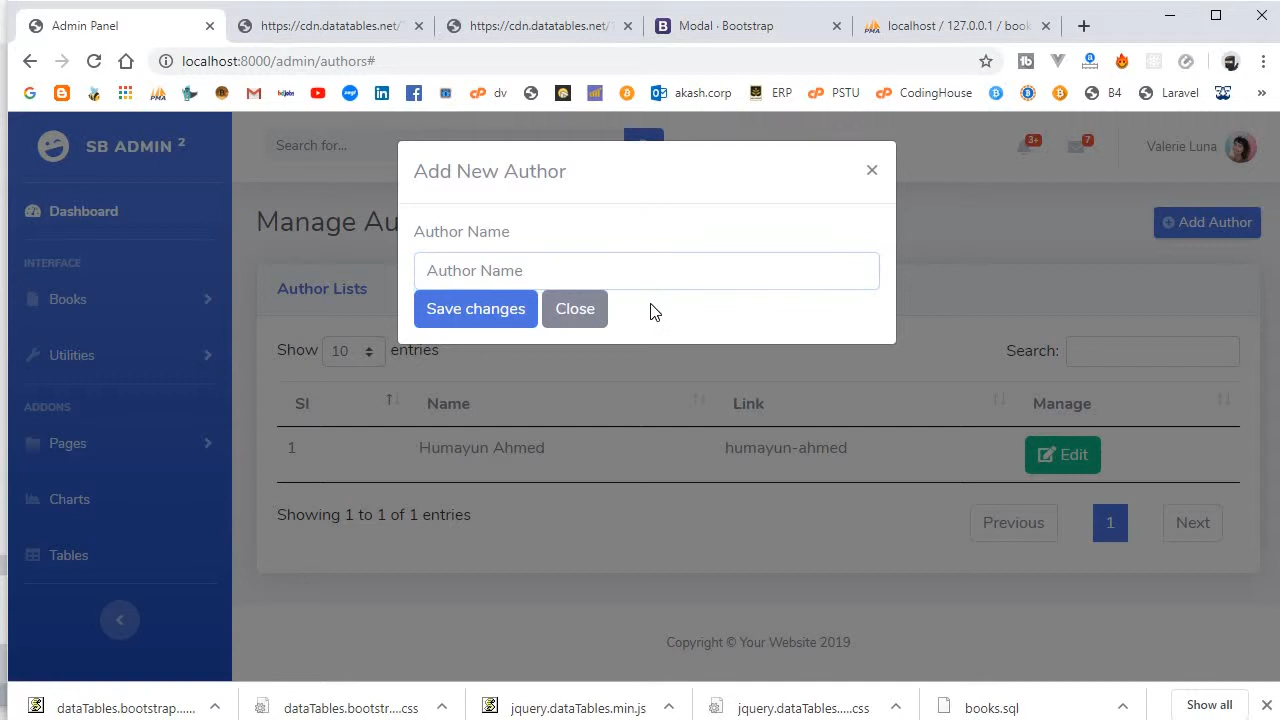 Admin Panel
https://cdn.datatables.net/
https://cdn.datatables.net/
Modal · Bootstrap
localhost / 127.0.0.1 / book
localhost:8000/admin/authors#
dv
akash.corp
ERP
PSTU
CodingHouse
B4
Laravel
SB ADMIN 2
Search for...
3+
7
Valerie Luna
Add New Author
×
Dashboard
Manage Au
Add Author
Author Name
Author Name
INTERFACE
Books
Author Lists
Save changes
Close
Utilities
Show 10 entries
Search:
ADDONS
Sl
Name
Link
Manage
Pages
1
Humayun Ahmed
humayun-ahmed
Edit
Charts
Showing 1 to 1 of 1 entries
Previous
1
Next
Tables
Copyright © Your Website 2019
dataTables.bootstrap......
dataTables.bootstr....css
jquery.dataTables.min.js
jquery.dataTables.....css
books.sql
Show all